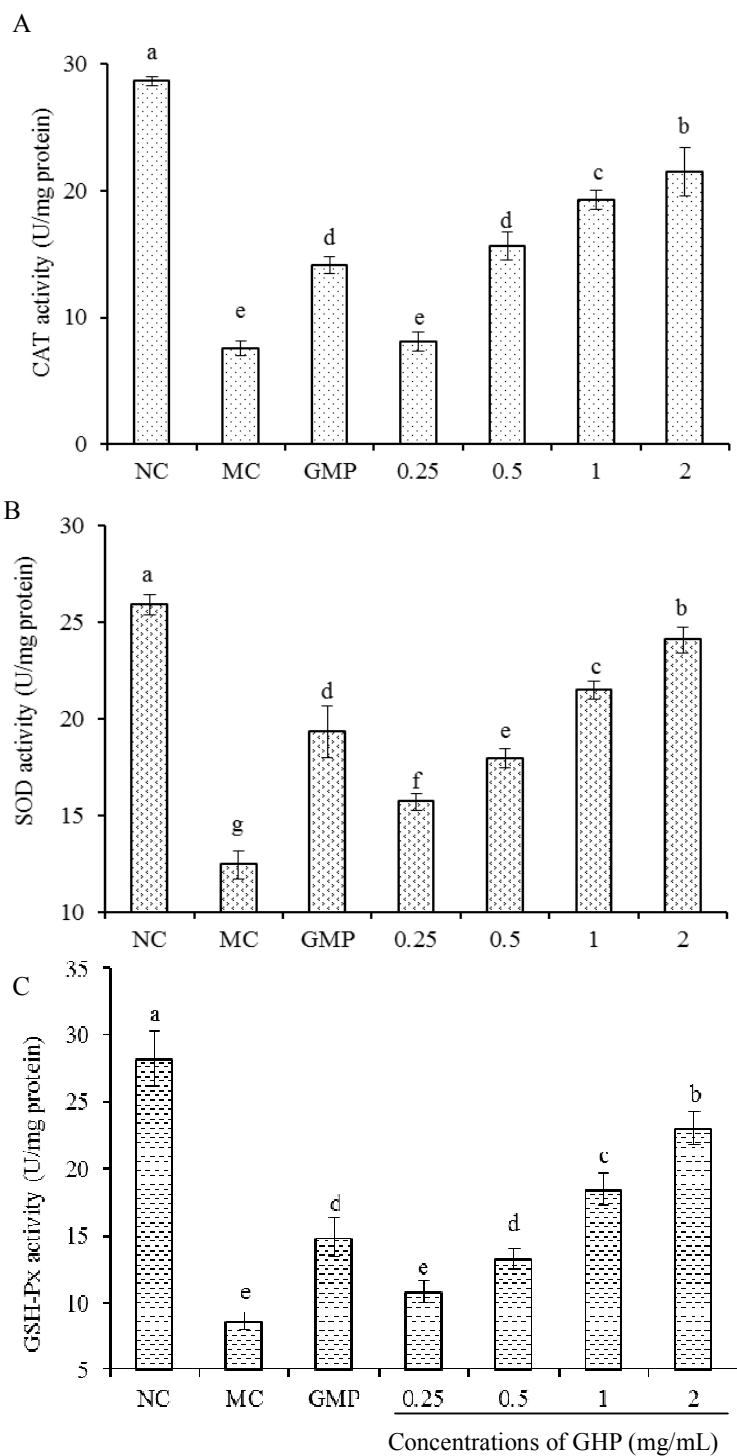 A
CAT activity (U/mg protein)
30
20
10
0
a
e
d
e
d
c
b
NC MC GMP 0.25 0.5 1 2
B
SOD activity (U/mg protein)
30
25
20
15
10
a
g
d
f
e
c
b
NC MC GMP 0.25 0.5 1 2
C
GSH-Px activity (U/mg protein)
35
30
25
20
15
10
5
a
e
d
e
d
c
b
NC MC GMP 0.25 0.5 1 2
Concentrations of GHP (mg/mL)